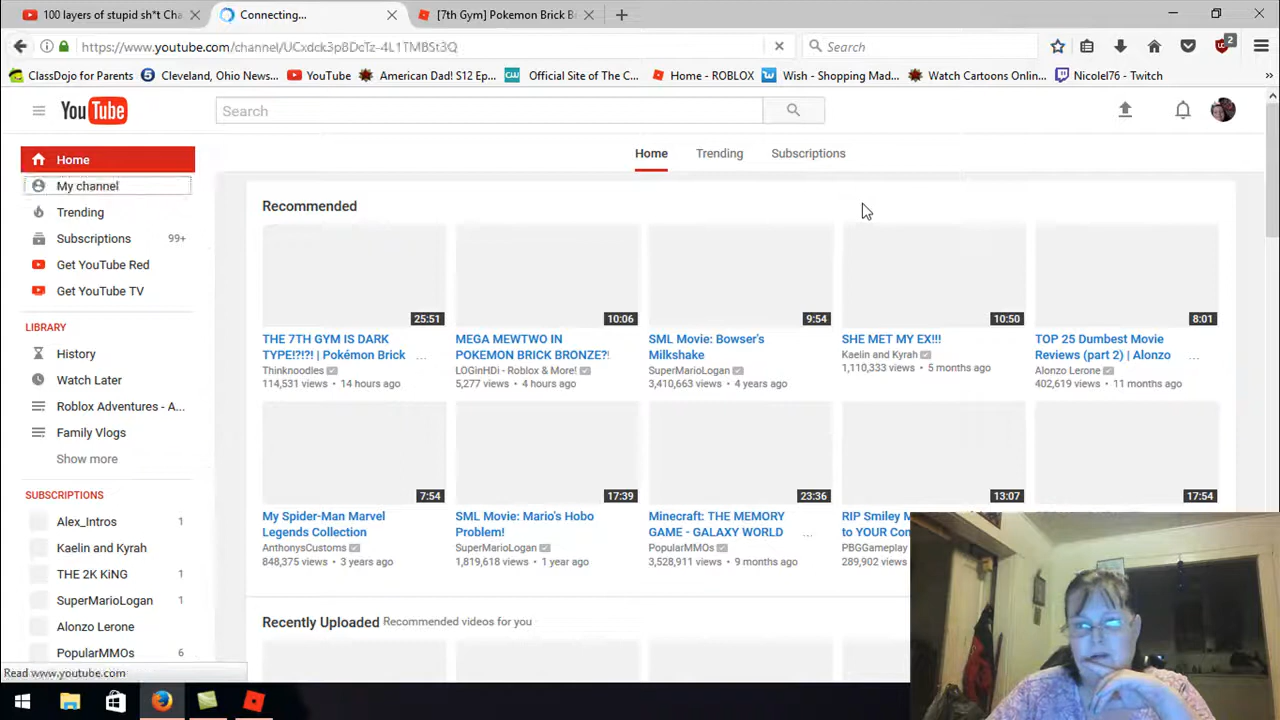 100 layers of stupid sh*t Cha
Connecting...
[7th Gym] Pokemon Brick B
https://www.youtube.com/channel/UCxdck3p8DcTz-4L1TMBSt3Q
Search
2
ClassDojo for Parents
Cleveland, Ohio News...
YouTube
American Dad! S12 Ep...
Official Site of The C...
Home - ROBLOX
Wish - Shopping Mad...
Watch Cartoons Onlin...
Nicolel76 - Twitch
YouTube
Search
Home
Trending
Subscriptions
Home
My channel
Trending
Subscriptions 99+
Get YouTube Red
Get YouTube TV
LIBRARY
History
Watch Later
Roblox Adventures - A...
Family Vlogs
Show more
SUBSCRIPTIONS
Alex_Intros 1
Kaelin and Kyrah
THE 2K KiNG 1
SuperMarioLogan 1
Alonzo Lerone
PopularMMOs 6
Read www.youtube.com
Recommended
25:51
THE 7TH GYM IS DARK
TYPE!?!?! | Pokémon Brick ...
Thinknoodles
114,531 views • 14 hours ago
10:06
MEGA MEWTWO IN
POKEMON BRICK BRONZE?!
L0GinHDi - Roblox & More!
5,277 views • 4 hours ago
9:54
SML Movie: Bowser's
Milkshake
SuperMarioLogan
3,410,663 views • 4 years ago
10:50
SHE MET MY EX!!!
Kaelin and Kyrah
1,110,333 views • 5 months ago
8:01
TOP 25 Dumbest Movie
Reviews (part 2) | Alonzo ...
Alonzo Lerone
402,619 views • 11 months ago
7:54
My Spider-Man Marvel
Legends Collection
AnthonysCustoms
848,375 views • 3 years ago
17:39
SML Movie: Mario's Hobo
Problem!
SuperMarioLogan
1,819,618 views • 1 year ago
23:36
Minecraft: THE MEMORY
GAME - GALAXY WORLD ...
PopularMMOs
3,528,911 views • 9 months ago
13:07
RIP Smiley M
to YOUR Con
PBGGameplay
289,902 views
17:54
Recently Uploaded Recommended videos for you